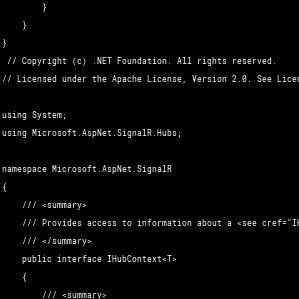 }
    }
}
 // Copyright (c) .NET Foundation. All rights reserved.
// Licensed under the Apache License, Version 2.0. See

using System;
using Microsoft.AspNet.SignalR.Hubs;

namespace Microsoft.AspNet.SignalR
{
    /// <summary>
    /// Provides access to information about a <see cref="
    /// </summary>
    public interface IHubContext<T>
    {
        /// <summary>